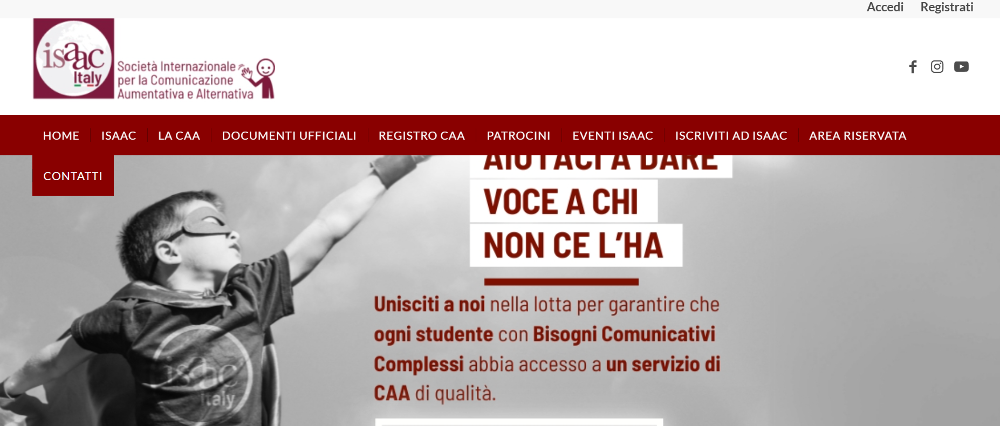 Accedi Registrati
isaac
Italy
Società Internazionale
per la Comunicazione
Aumentativa e Alternativa
HOME ISAAC LA CAA DOCUMENTI UFFICIALI REGISTRO CAA PATROCINI EVENTI ISAAC ISCRIVITI AD ISAAC AREA RISERVATA
CONTATTI
AIUTACI A DARE
VOCE A CHI
NON CE L'HA
Unisciti a noi nella lotta per garantire che
ogni studente con Bisogni Comunicativi
Complessi abbia accesso a un servizio di
CAA di qualità.
isaac
Italy